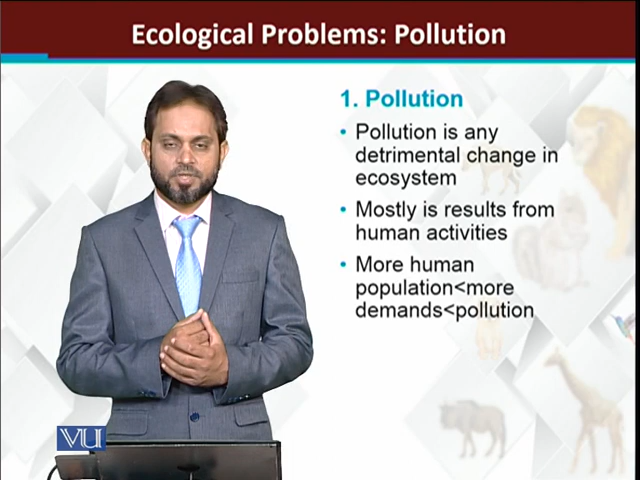 Ecological Problems: Pollution
1. Pollution
• Pollution is any
detrimental change in
ecosystem
• Mostly is results from
human activities
• More human
population<more
demands<pollution
VU